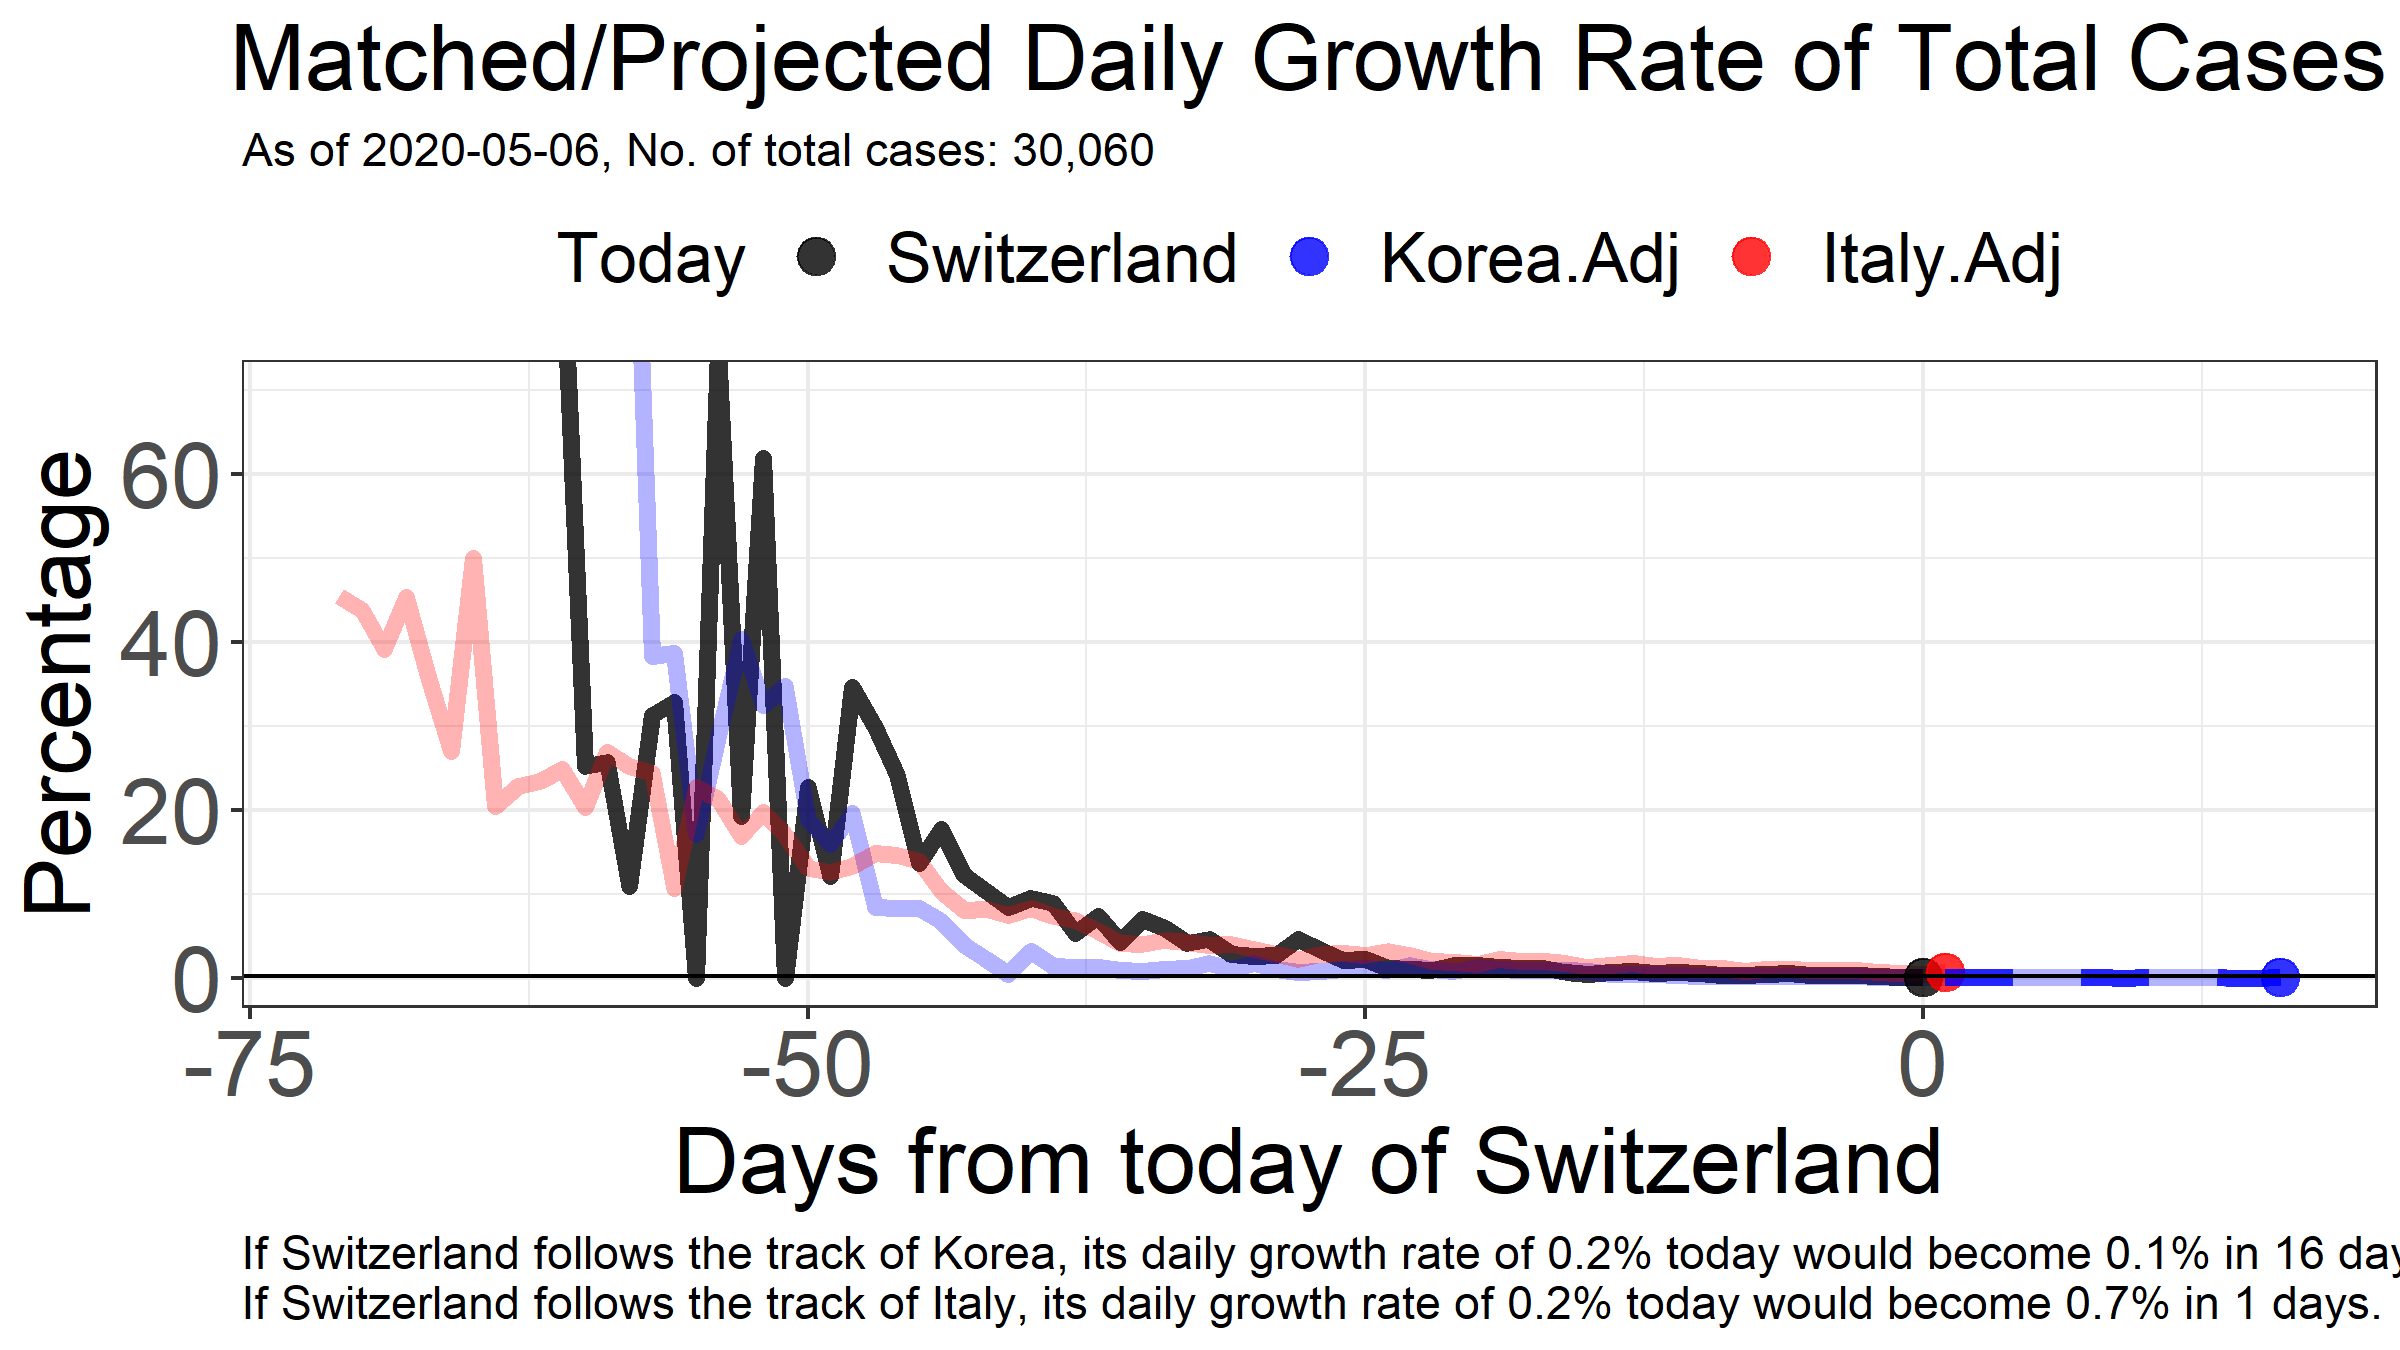 Matched/Projected Daily Growth Rate of Total Cases
As of 2020-05-06, No. of total cases: 30,060
Today Switzerland Korea.Adj Italy.Adj
Percentage
60
40
20
0
-75 -50 -25 0
Days from today of Switzerland
If Switzerland follows the track of Korea, its daily growth rate of 0.2% today would become 0.1% in 16 day
If Switzerland follows the track of Italy, its daily growth rate of 0.2% today would become 0.7% in 1 days.